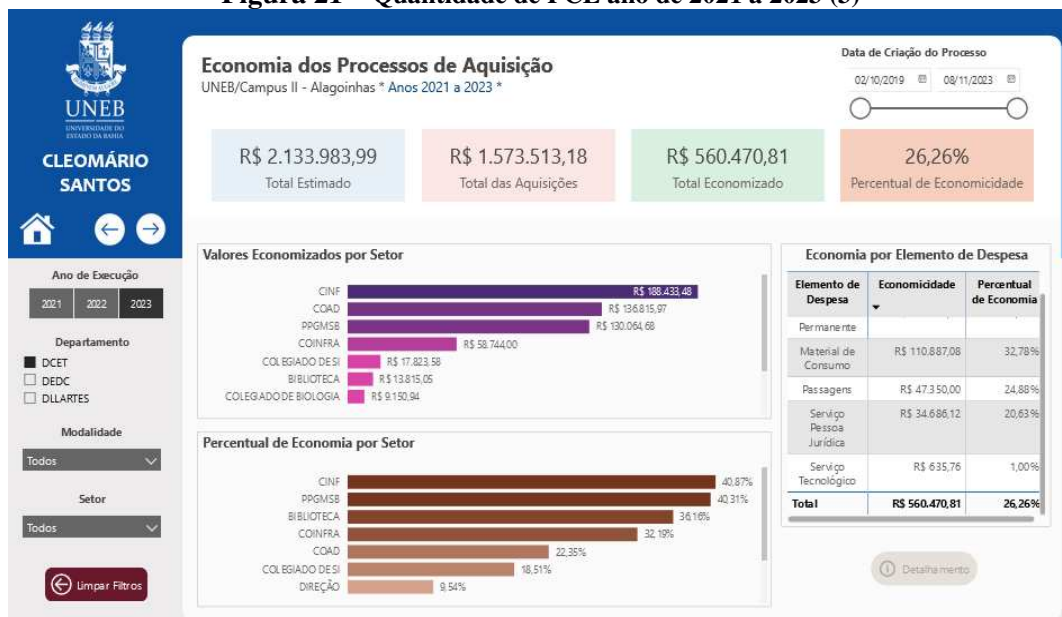 Figura 21 – Quantidade de PCE ano de 2021 a 2023 (3)
UNEB
UNIVERSIDADE DO
ESTADO DA BAHIA
CLEOMÁRIO
SANTOS
Ano de Execução
2021 2022 2023
Departamento
DCET
DEDC
DLLARTES
Modalidade
Todos
Setor
Todos
Limpar Filtros
Economia dos Processos de Aquisição
UNEB/Campus II - Alagoinhas * Anos 2021 a 2023 *
Data de Criação do Processo
02/10/2019 08/11/2023
R$ 2.133.983,99
Total Estimado
R$ 1.573.513,18
Total das Aquisições
R$ 560.470,81
Total Economizado
26,26%
Percentual de Economicidade
Valores Economizados por Setor
CINF R$ 188.433,48
COAD R$ 136.815,97
PPGMSB R$ 130.064,68
COINFRA R$ 58.744,00
COLEGIADO DE SI R$ 17.823,58
BIBLIOTECA R$ 13.815,05
COLEGIADO DE BIOLOGIA R$ 9.150,94
Percentual de Economia por Setor
CINF 40,87%
PPGMSB 40,31%
BIBLIOTECA 36,16%
COINFRA 32,19%
COAD 22,35%
COLEGIADO DE SI 18,51%
DIREÇÃO 9,54%
Economia por Elemento de Despesa
Elemento de Despesa Economicidade Percentual de Economia
Permanente
Material de Consumo R$ 110.887,08 32,78%
Passagens R$ 47.350,00 24,88%
Serviço Pessoa Jurídica R$ 34.686,12 20,63%
Serviço Tecnológico R$ 635,76 1,00%
Total R$ 560.470,81 26,26%
Detalhamento